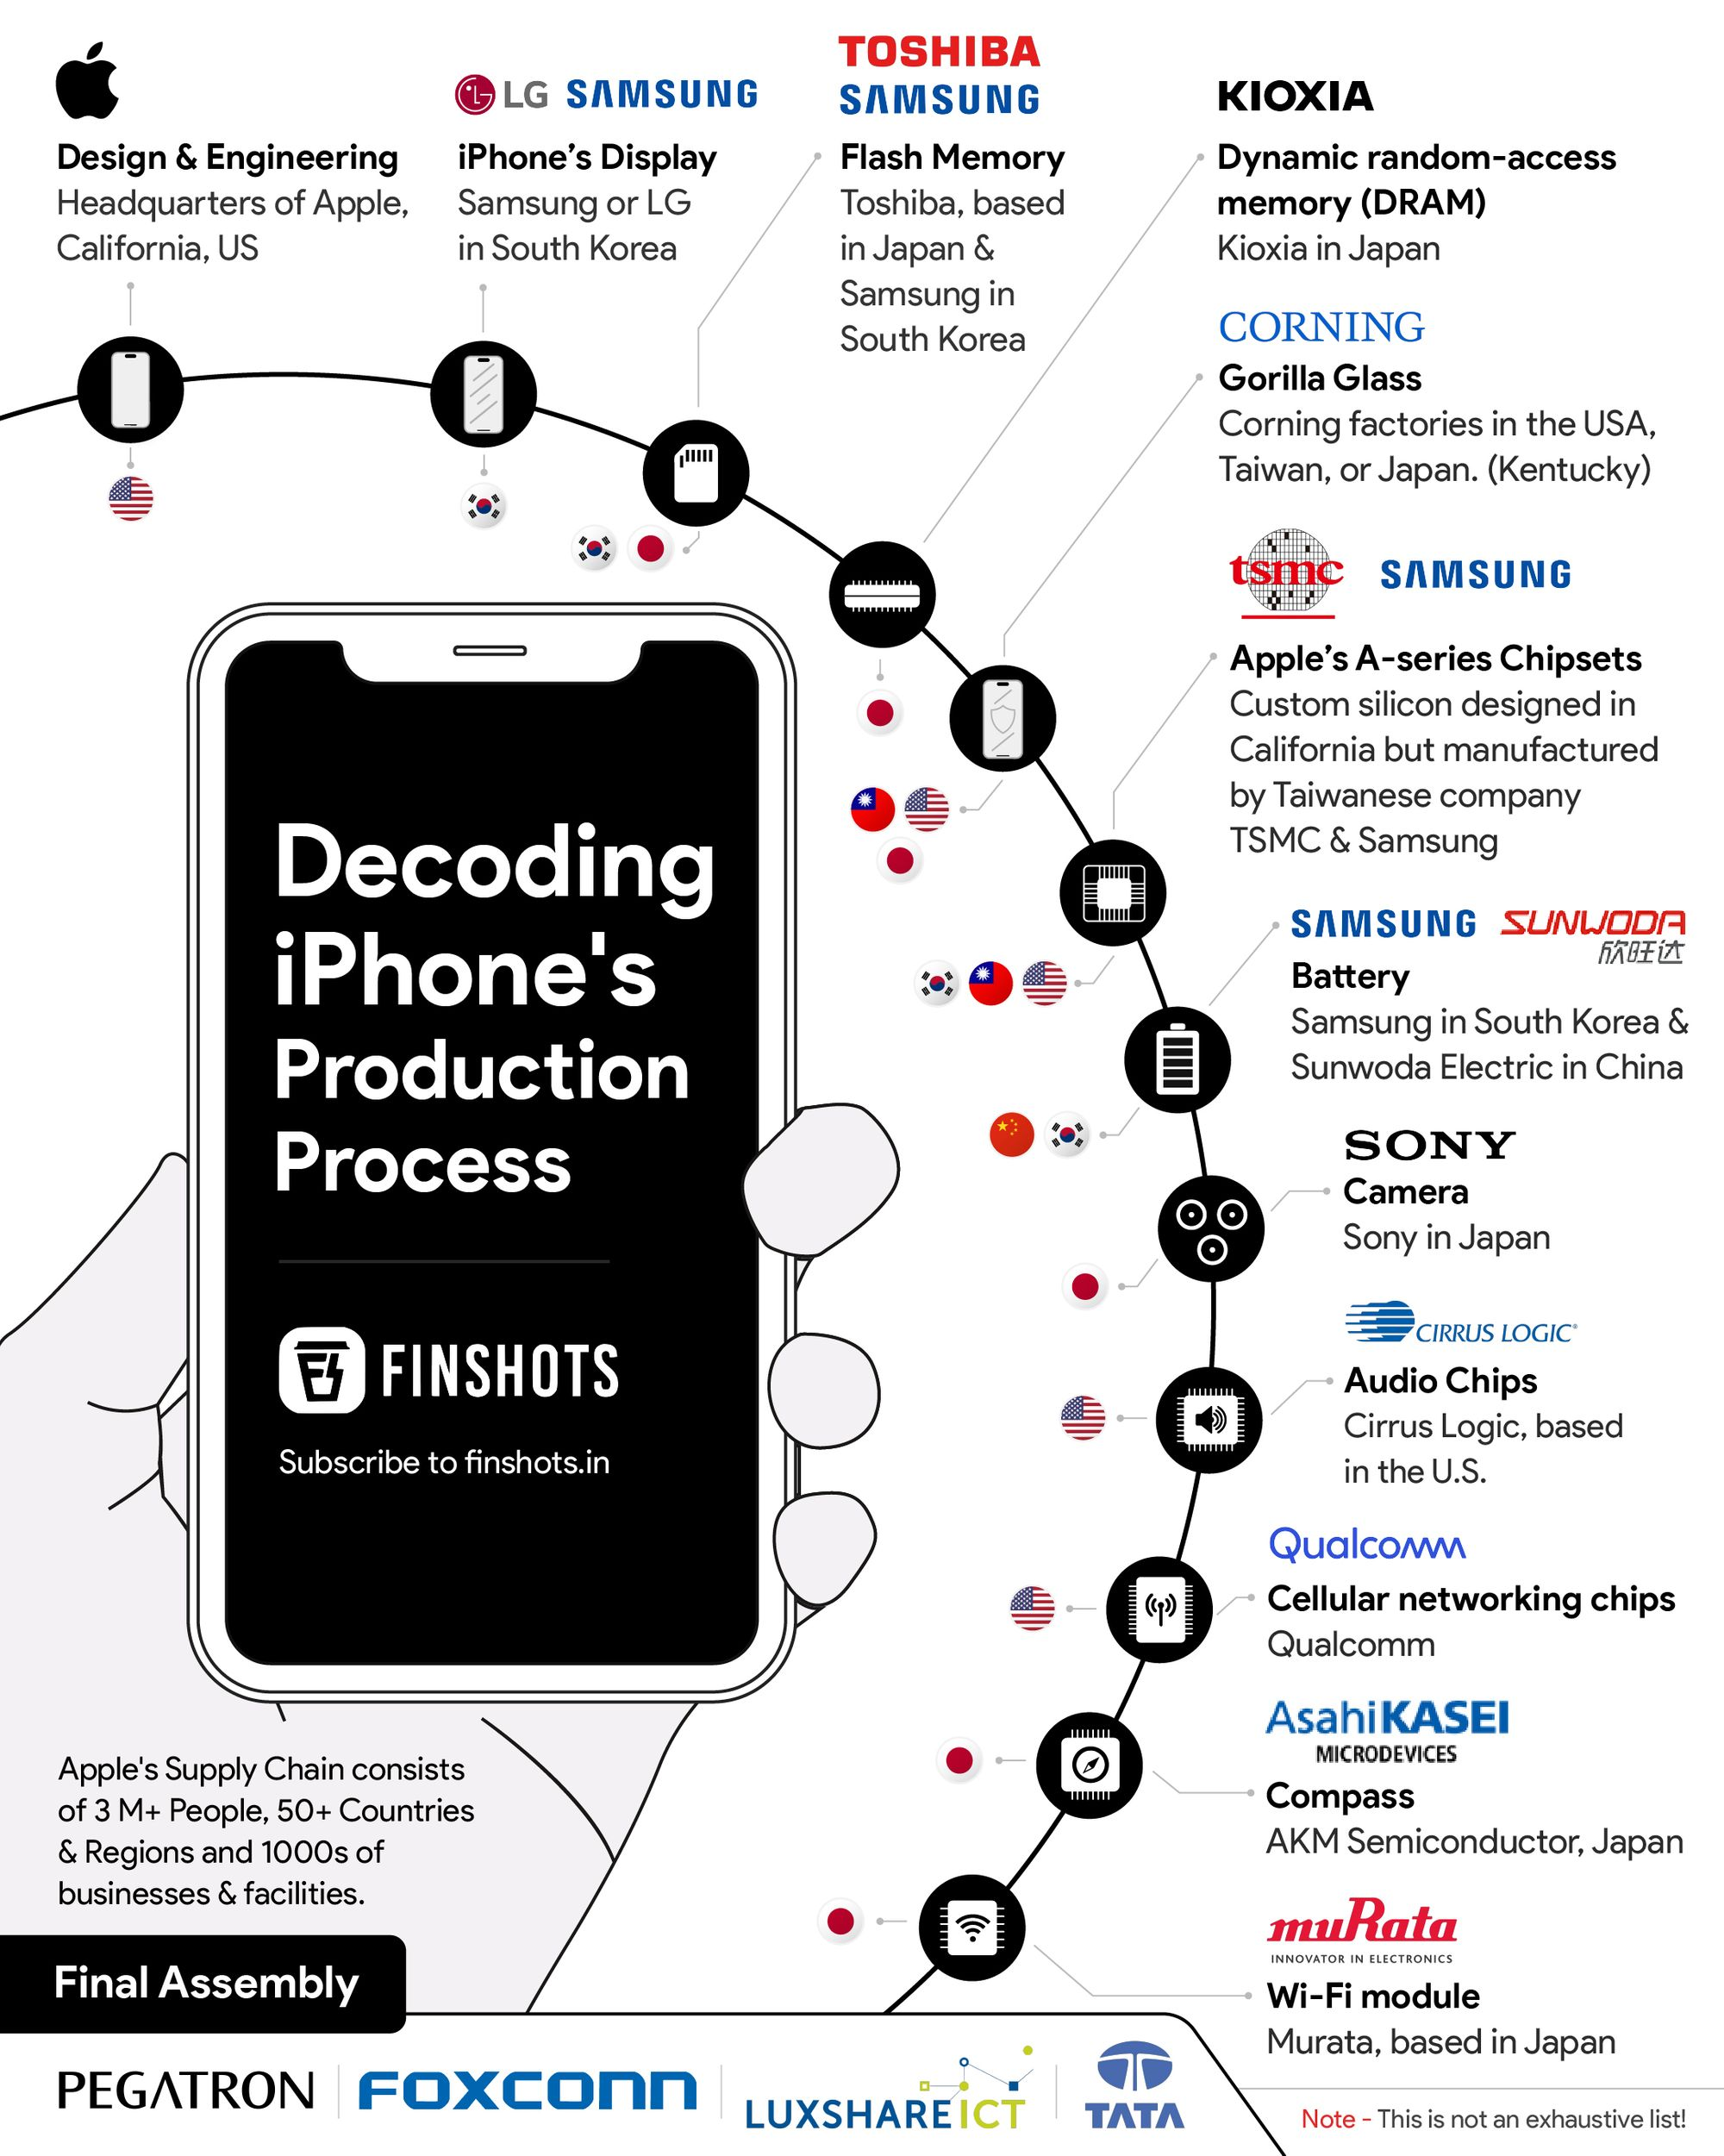 Design & Engineering
Headquarters of Apple,
California, US
LG SAMSUNG
iPhone’s Display
Samsung or LG
in South Korea
TOSHIBA
SAMSUNG
Flash Memory
Toshiba, based
in Japan &
Samsung in
South Korea
KIOXIA
Dynamic random-access
memory (DRAM)
Kioxia in Japan
CORNING
Gorilla Glass
Corning factories in the USA,
Taiwan, or Japan. (Kentucky)
tsmc SAMSUNG
Apple’s A-series Chipsets
Custom silicon designed in
California but manufactured
by Taiwanese company
TSMC & Samsung
SAMSUNG SUNWODA
欣旺达
Battery
Samsung in South Korea &
Sunwoda Electric in China
SONY
Camera
Sony in Japan
CIRRUS LOGIC®
Audio Chips
Cirrus Logic, based
in the U.S.
Qualcomm
Cellular networking chips
Qualcomm
AsahiKASEI
MICRODEVICES
Compass
AKM Semiconductor, Japan
muRata
INNOVATOR IN ELECTRONICS
Wi-Fi module
Murata, based in Japan
Decoding
iPhone's
Production
Process
FINSHOTS
Subscribe to finshots.in
Apple's Supply Chain consists
of 3 M+ People, 50+ Countries
& Regions and 1000s of
businesses & facilities.
Final Assembly
PEGATRON FOXCONN LUXSHARE ICT TATA
Note - This is not an exhaustive list!